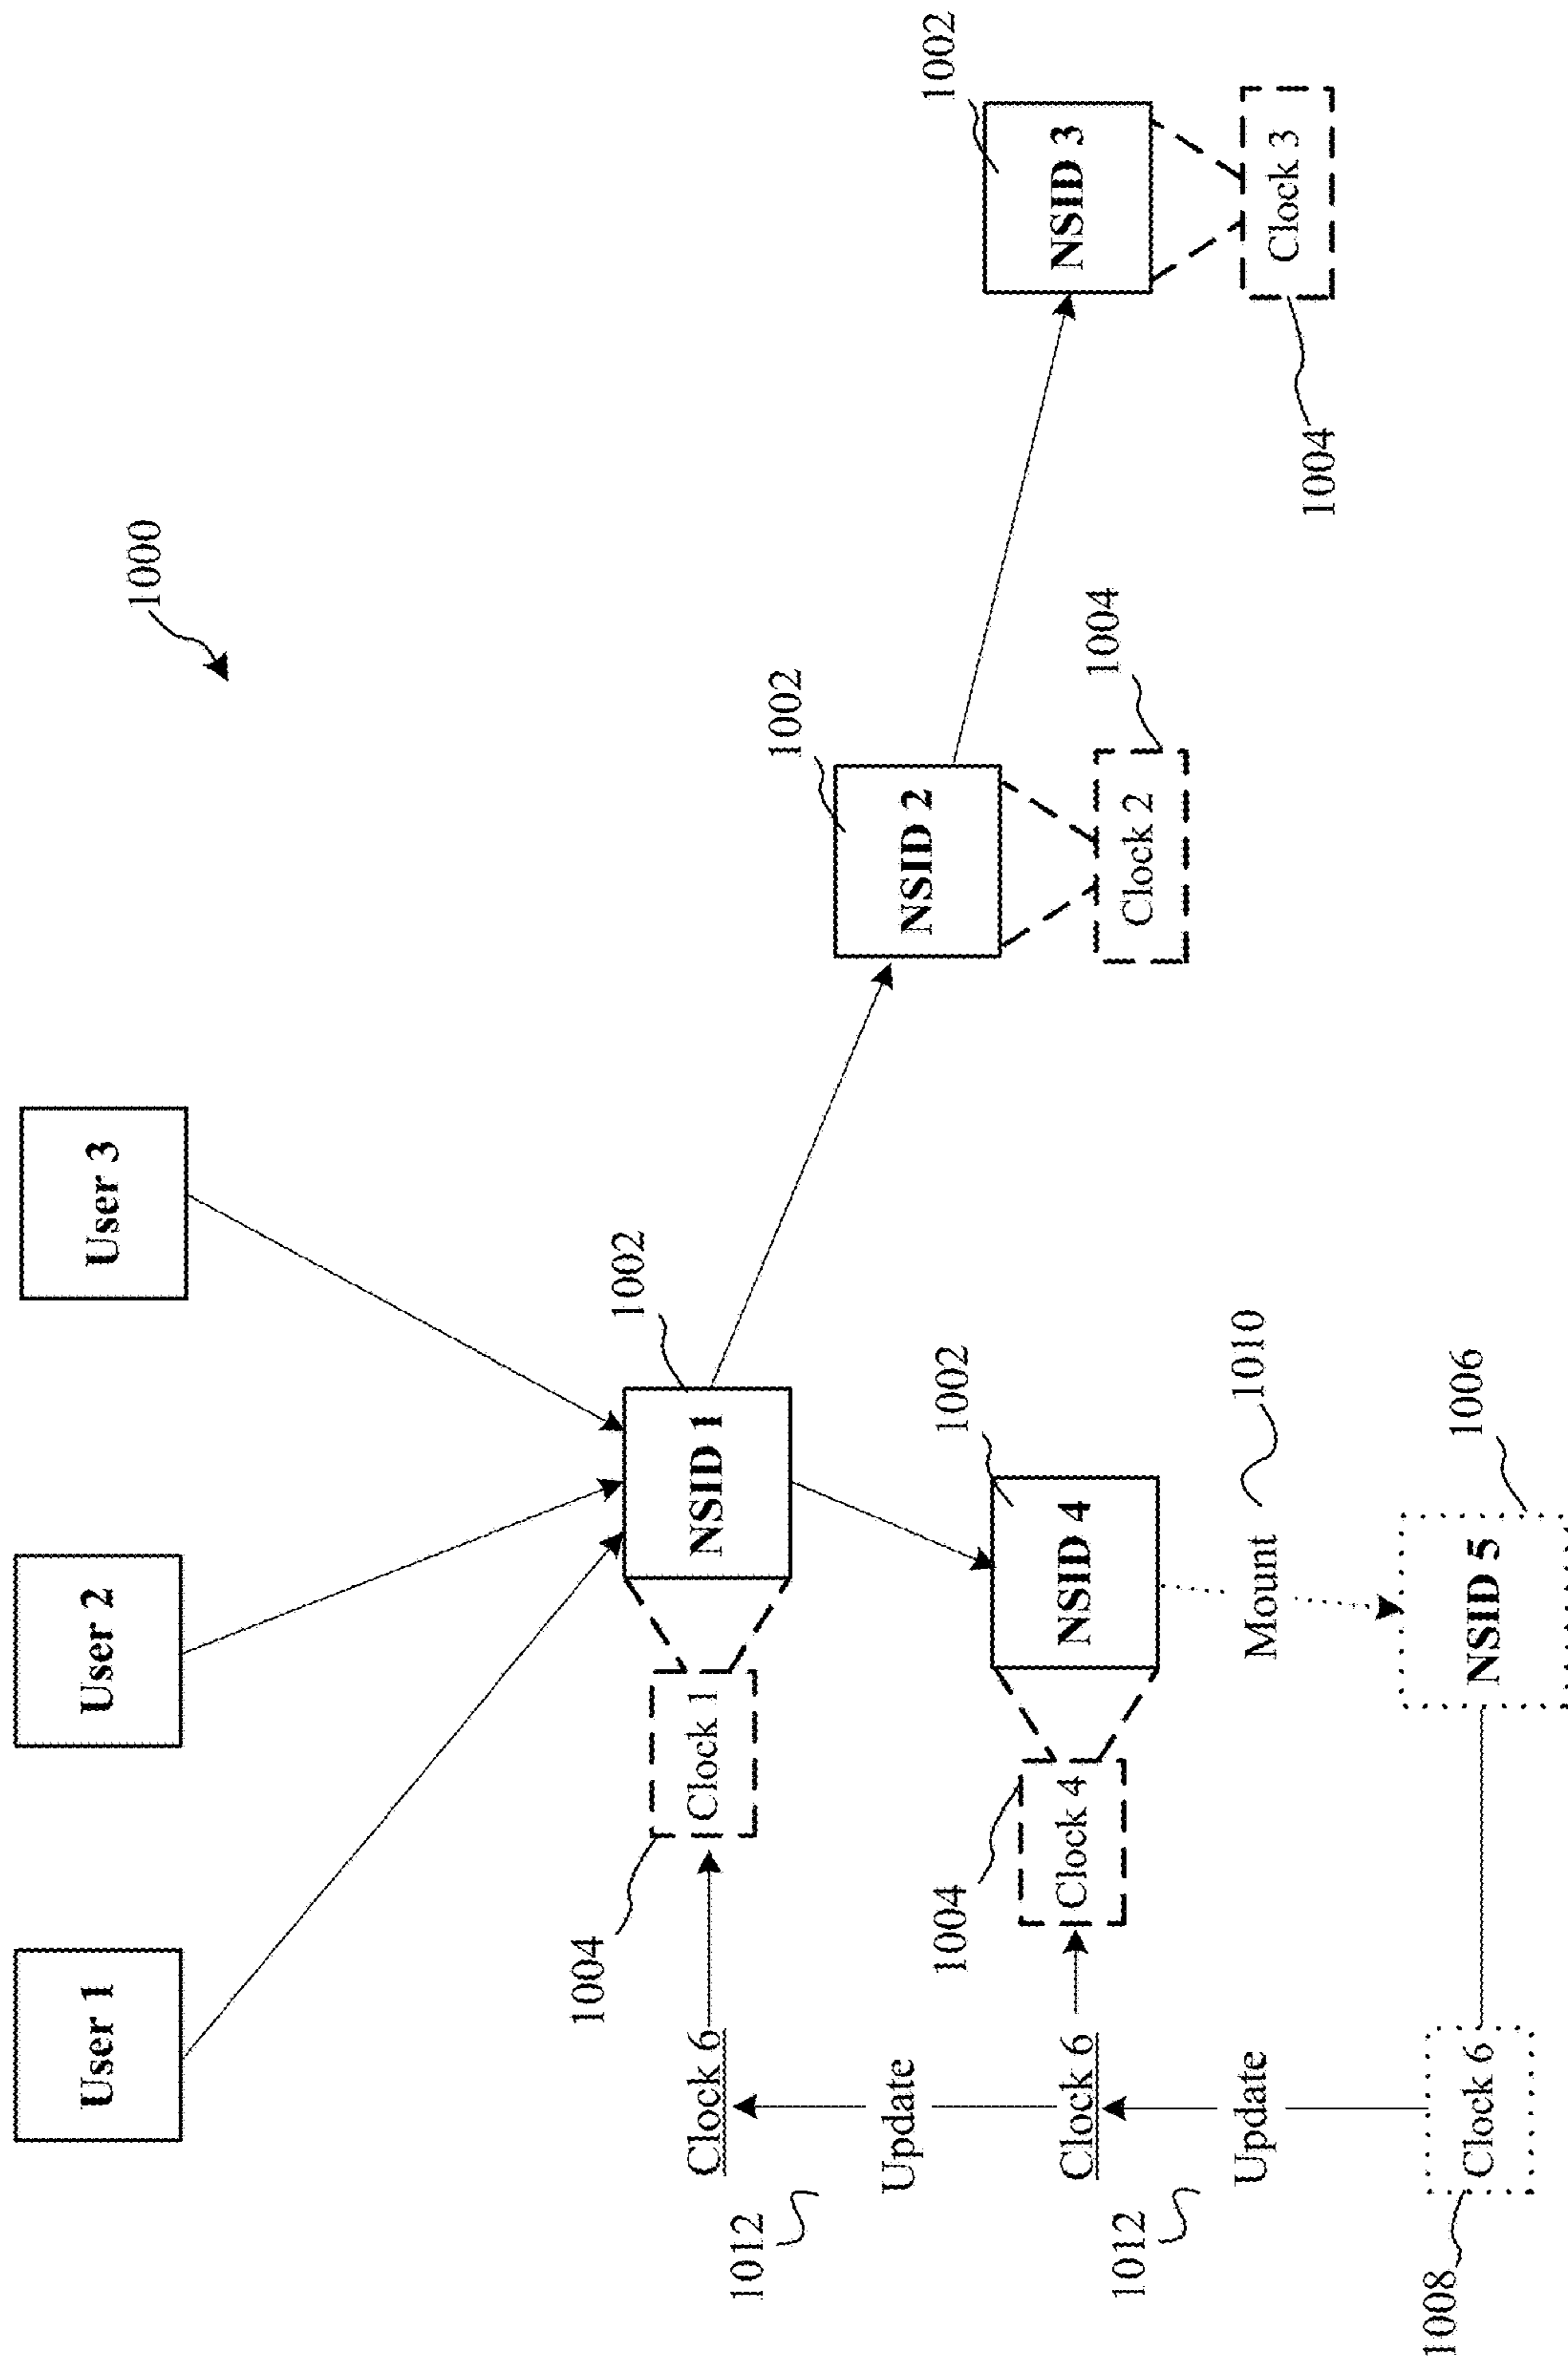 1000
User 1
User 2
User 3
1004
1002
Clock 6
Clock 1
NSID 1
1012
1002
Update
NSID 2
1004
1002
1002
Clock 6
Clock 4
NSID 4
NSID 3
1004
1012
Clock 2
Update
Mount
1010
Clock 3
1004
1008
1006
Clock 6
NSID 5